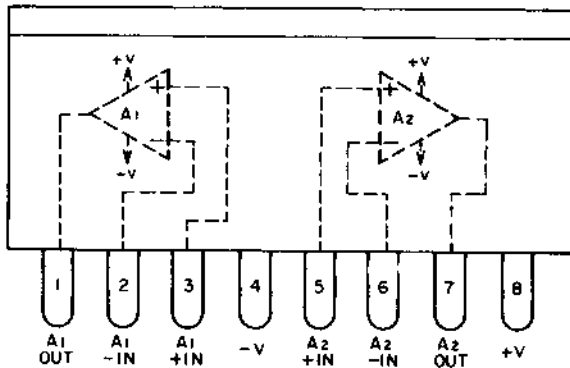 +V
+
A1
−
−V
+V
+
A2
−
−V
1 2 3 4 5 6 7 8
A1 OUT
A1 −IN
A1 +IN
−V
A2 +IN
A2 −IN
A2 OUT
+V